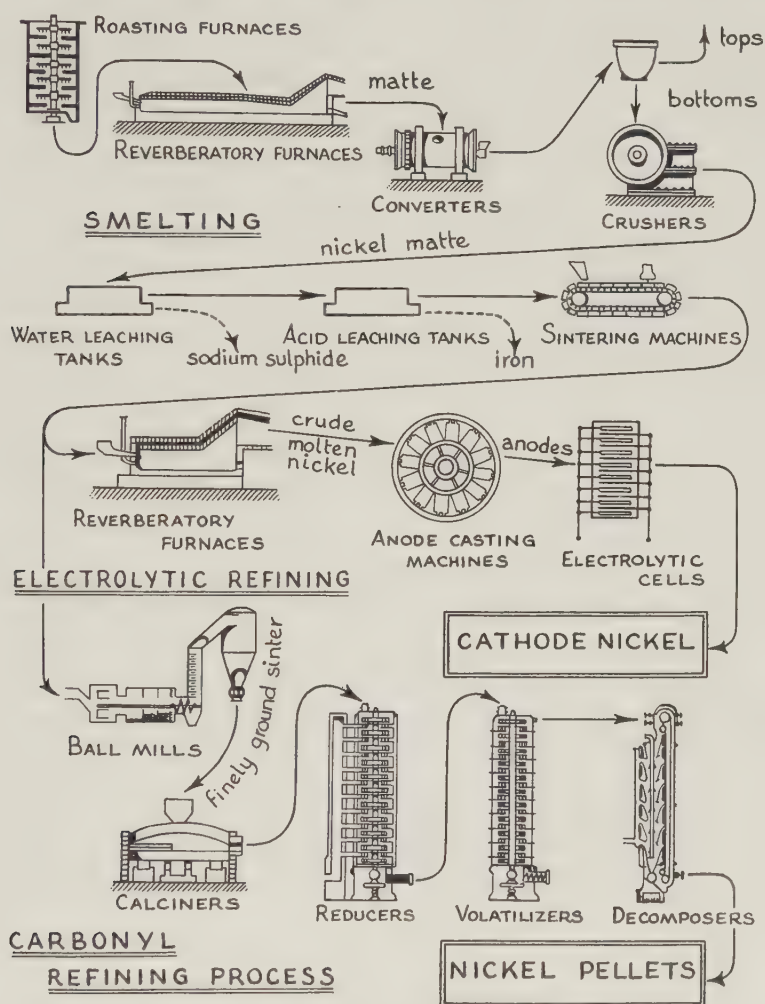 ROASTING FURNACES
tops
matte
bottoms
REVERBERATORY FURNACES
CONVERTERS
CRUSHERS
SMELTING
nickel matte
WATER LEACHING
TANKS
sodium sulphide
ACID LEACHING TANKS
iron
SINTERING MACHINES
crude
molten
nickel
anodes
REVERBERATORY
FURNACES
ANODE CASTING
MACHINES
ELECTROLYTIC
CELLS
ELECTROLYTIC REFINING
CATHODE NICKEL
BALL MILLS
finely ground sinter
CALCINERS
REDUCERS
VOLATILIZERS
DECOMPOSERS
CARBONYL
REFINING PROCESS
NICKEL PELLETS